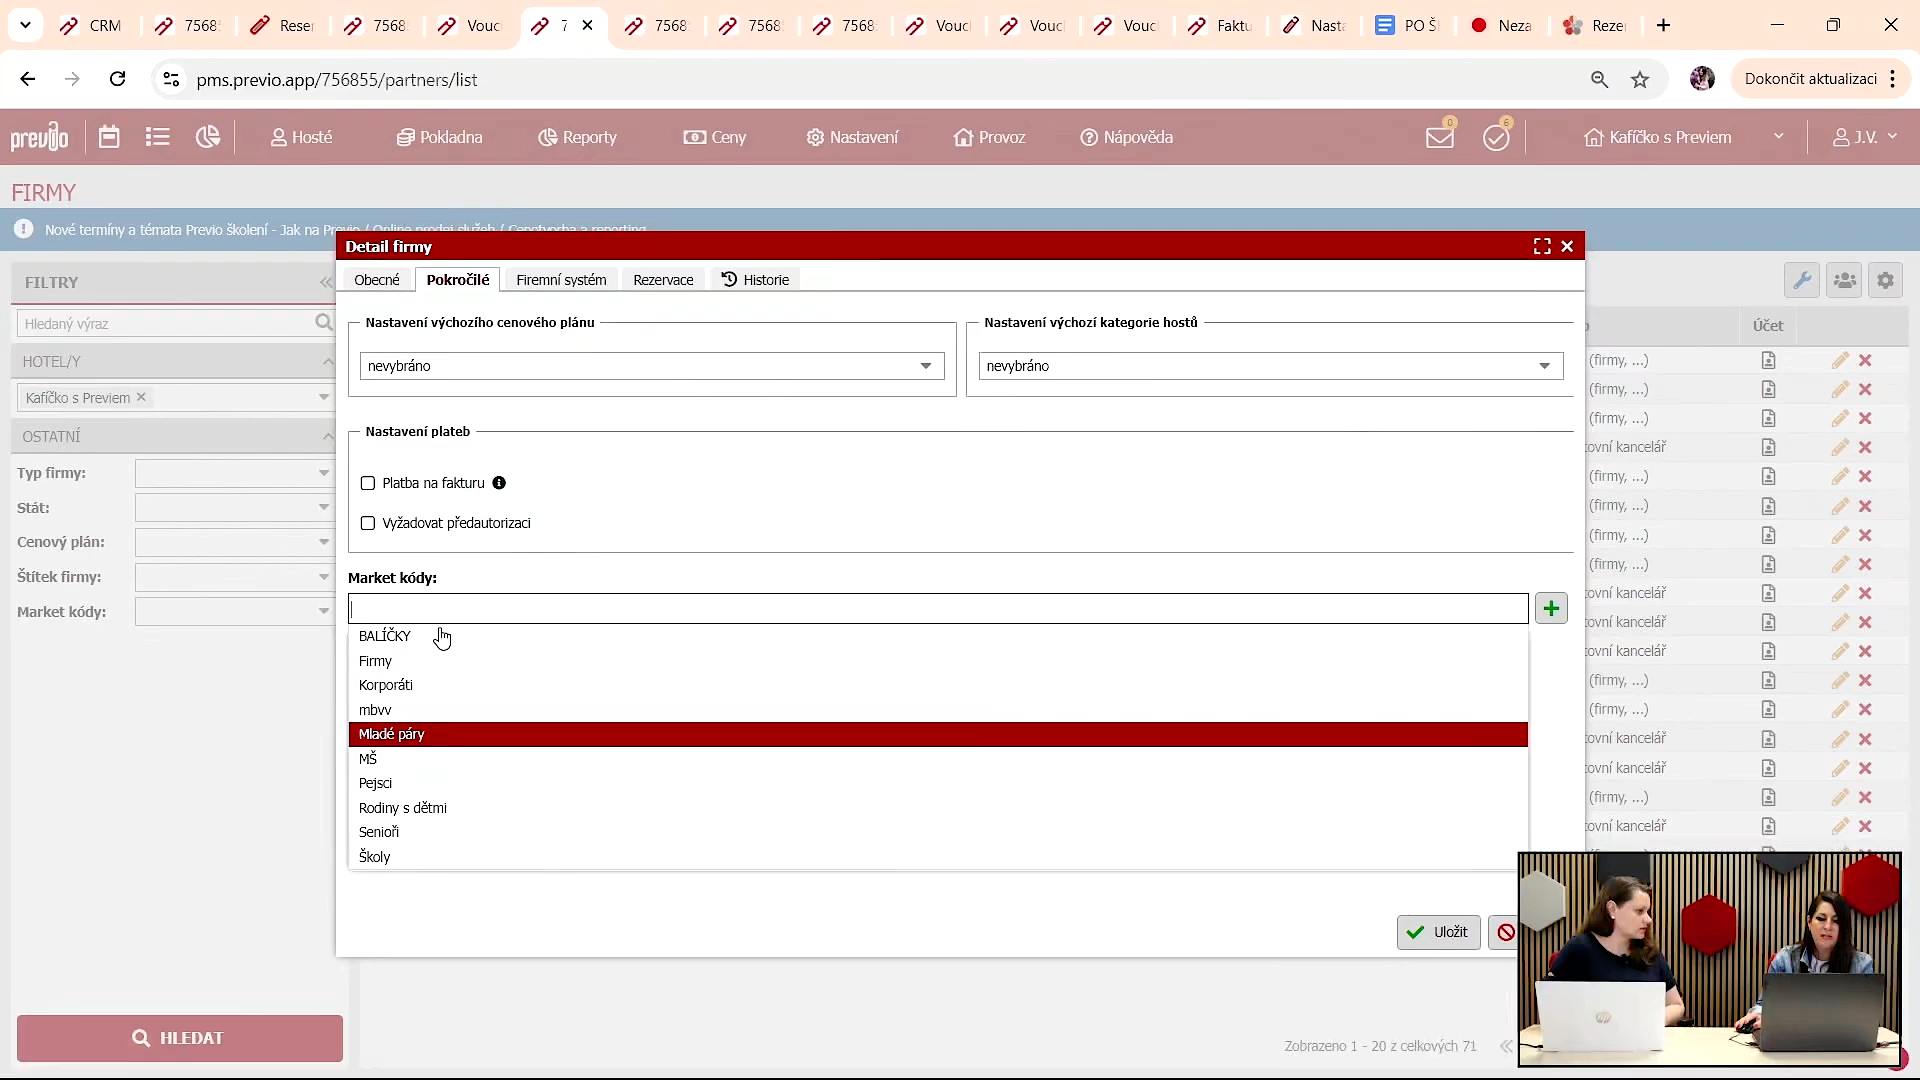 CRM
7568
Rese
7568
Vouc
7
7568
7568
7568
Vouc
Vouc
Vouc
Faktu
Nasta
PO Š
Neza
Reze
pms.previo.app/756855/partners/list
Dokončit aktualizaci
previo
Hosté
Pokladna
Reporty
Ceny
Nastavení
Provoz
Nápověda
0
6
Kafíčko s Previem
J.V.
FIRMY
Nové termíny a témata Previo školení - Jak na Previo / Online prodej služeb / Cenotvorba a reporting
Detail firmy
FILTRY
Obecné
Pokročilé
Firemní systém
Rezervace
Historie
Hledaný výraz
HOTEL/Y
Kafíčko s Previem
OSTATNÍ
Typ firmy:
Stát:
Cenový plán:
Štítek firmy:
Market kódy:
HLEDAT
Nastavení výchozího cenového plánu
nevybráno
Nastavení výchozí kategorie hostů
nevybráno
Nastavení plateb
Platba na fakturu
Vyžadovat předautorizaci
Market kódy:
BALÍČKY
Firmy
Korporáti
mbvv
Mladé páry
MŠ
Pejsci
Rodiny s dětmi
Senioři
Školy
Uložit
Účet
(firmy, ...)
(firmy, ...)
(firmy, ...)
ovní kancelář
(firmy, ...)
(firmy, ...)
(firmy, ...)
(firmy, ...)
ovní kancelář
ovní kancelář
ovní kancelář
(firmy, ...)
(firmy, ...)
ovní kancelář
ovní kancelář
(firmy, ...)
ovní kancelář
Zobrazeno 1 - 20 z celkových 71
hp